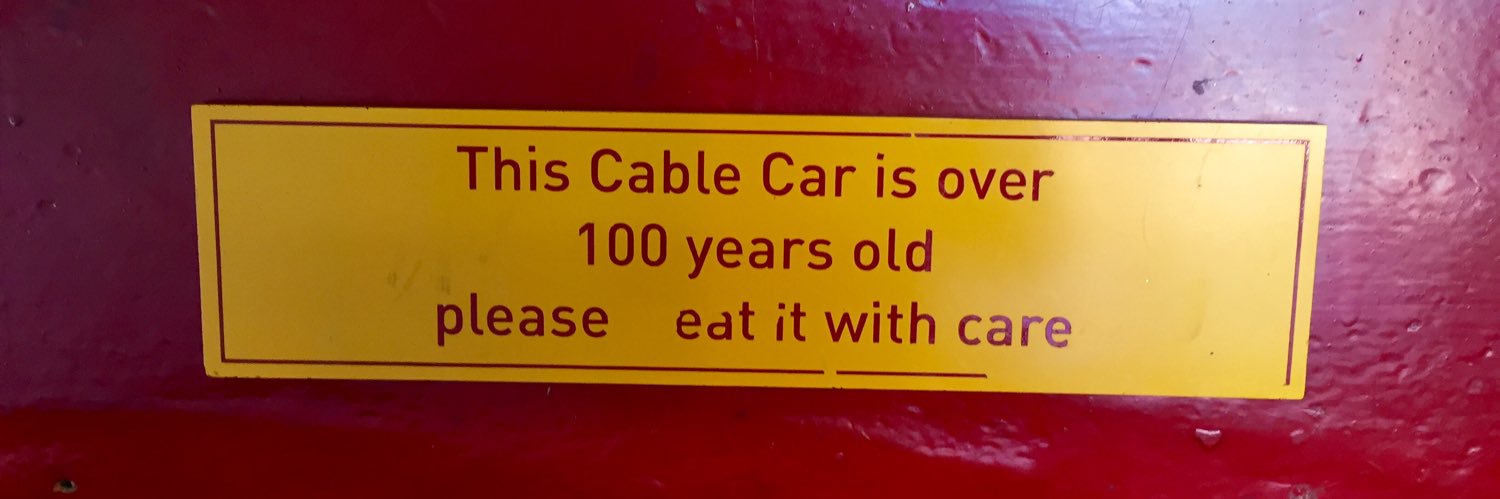 This Cable Car is over
100 years old
please eat it with care